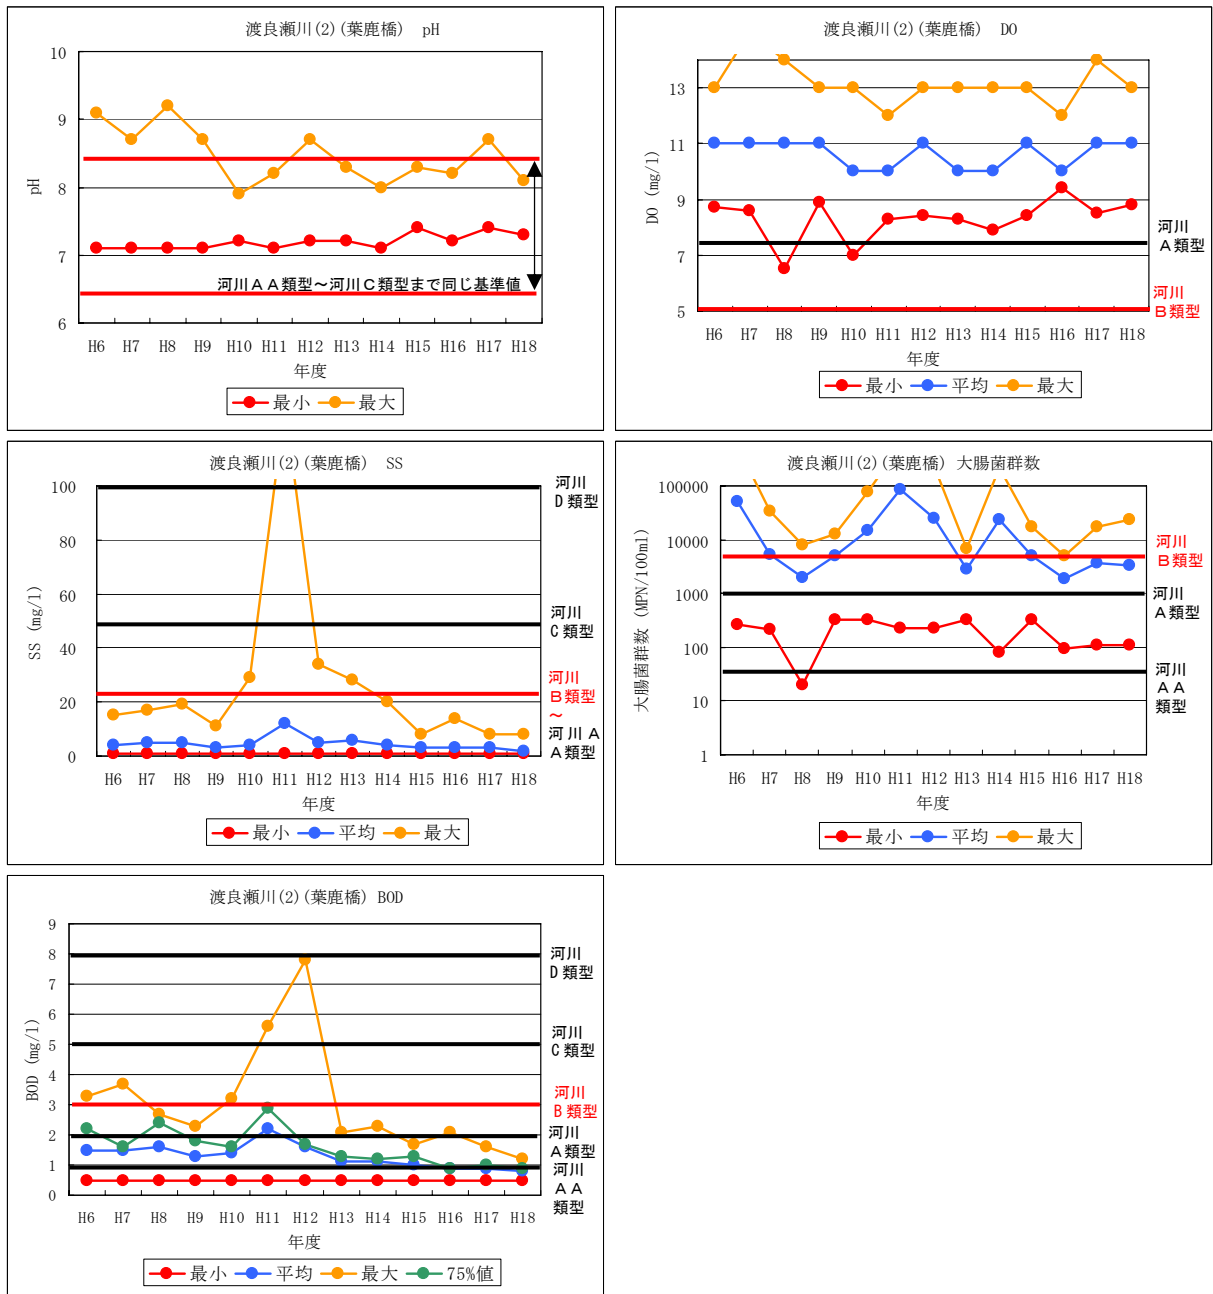 渡良瀬川(2)(葉鹿橋) pH
10
9
8
7
6
pH
河川ＡＡ類型～河川Ｃ類型まで同じ基準値
H6 H7 H8 H9 H10 H11 H12 H13 H14 H15 H16 H17 H18
年度
最小 最大
渡良瀬川(2)(葉鹿橋) DO
13
11
9
7
5
DO (mg/l)
河川
Ａ類型
河川
Ｂ類型
H6 H7 H8 H9 H10 H11 H12 H13 H14 H15 H16 H17 H18
年度
最小 平均 最大
渡良瀬川(2)(葉鹿橋) SS
100
80
60
40
20
0
SS (mg/l)
河川
Ｄ類型
河川
Ｃ類型
河川
Ｂ類型
～
河川Ａ
Ａ類型
H6 H7 H8 H9 H10 H11 H12 H13 H14 H15 H16 H17 H18
年度
最小 平均 最大
渡良瀬川(2)(葉鹿橋) 大腸菌群数
100000
10000
1000
100
10
1
大腸菌群数 (MPN/100ml)
河川
Ｂ類型
河川
Ａ類型
河川
ＡＡ
類型
H6 H7 H8 H9 H10 H11 H12 H13 H14 H15 H16 H17 H18
年度
最小 平均 最大
渡良瀬川(2)(葉鹿橋) BOD
9
8
7
6
5
4
3
2
1
0
BOD (mg/l)
河川
Ｄ類型
河川
Ｃ類型
河川
Ｂ類型
河川
Ａ類型
河川
ＡＡ
類型
H6 H7 H8 H9 H10 H11 H12 H13 H14 H15 H16 H17 H18
年度
最小 平均 最大 75%値